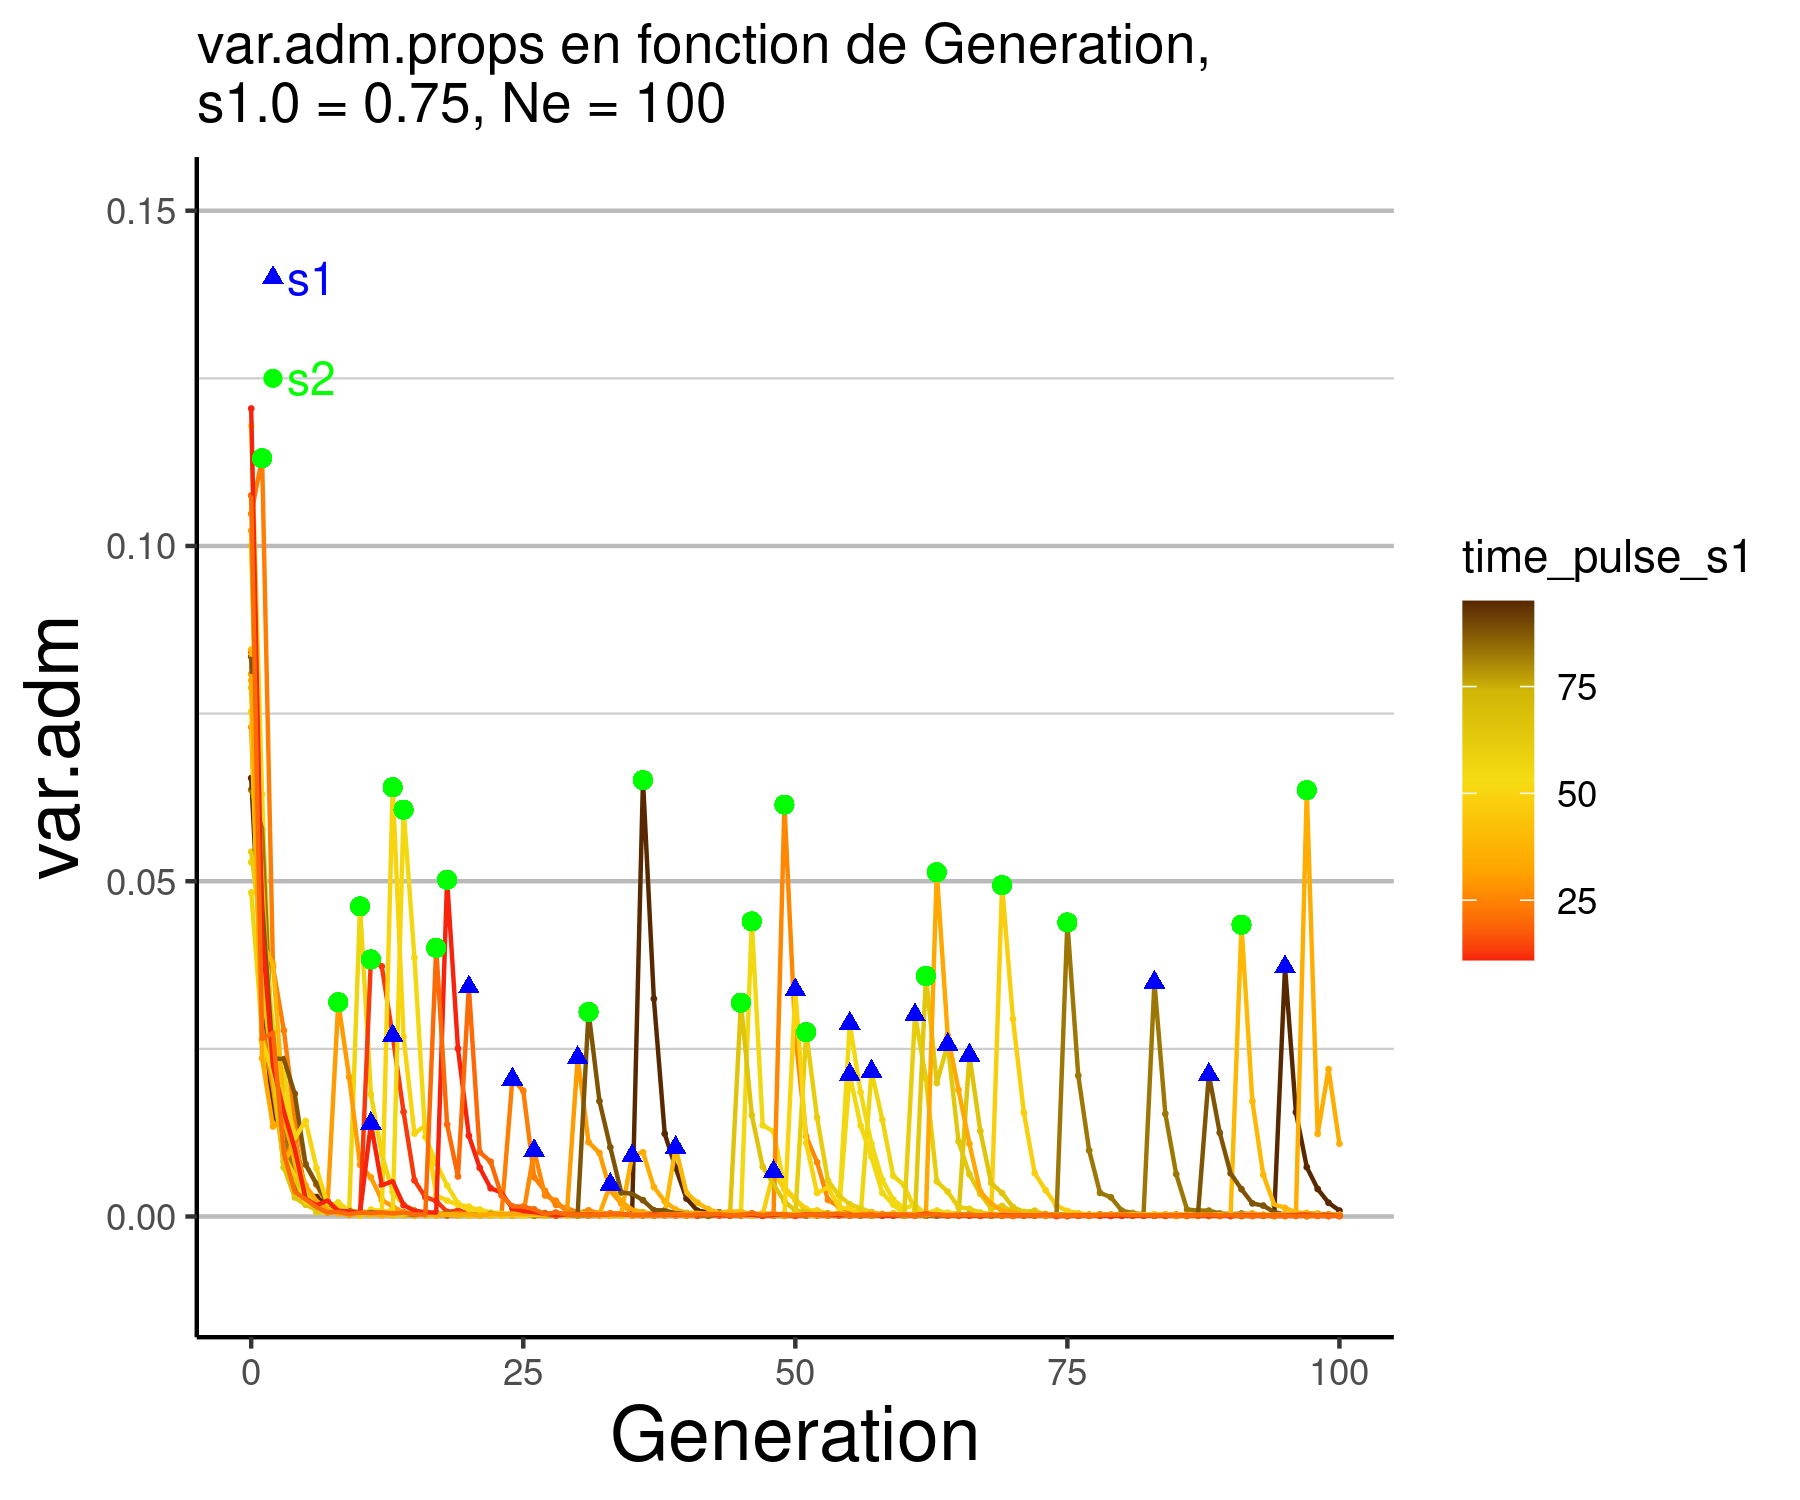 var.adm.props en fonction de Generation,
s1.0 = 0.75, Ne = 100
0.15
s1
s2
0.10
0.05
0.00
var.adm
0 25 50 75 100
Generation
time_pulse_s1
75
50
25